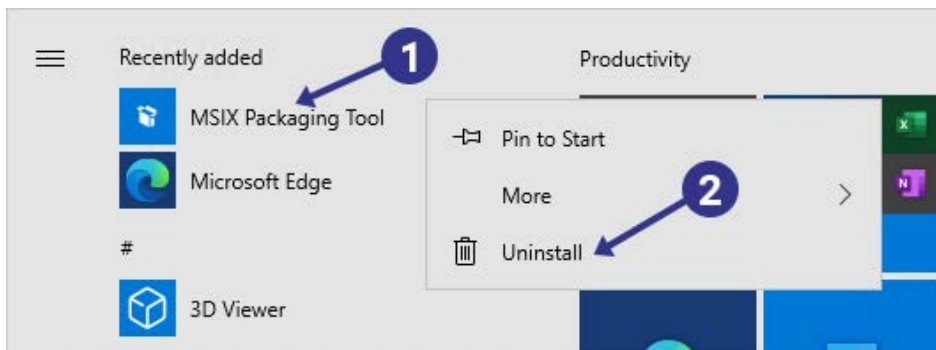 Recently added
1
Productivity
MSIX Packaging Tool
Microsoft Edge
#
3D Viewer
Pin to Start
More
2
Uninstall
X
N